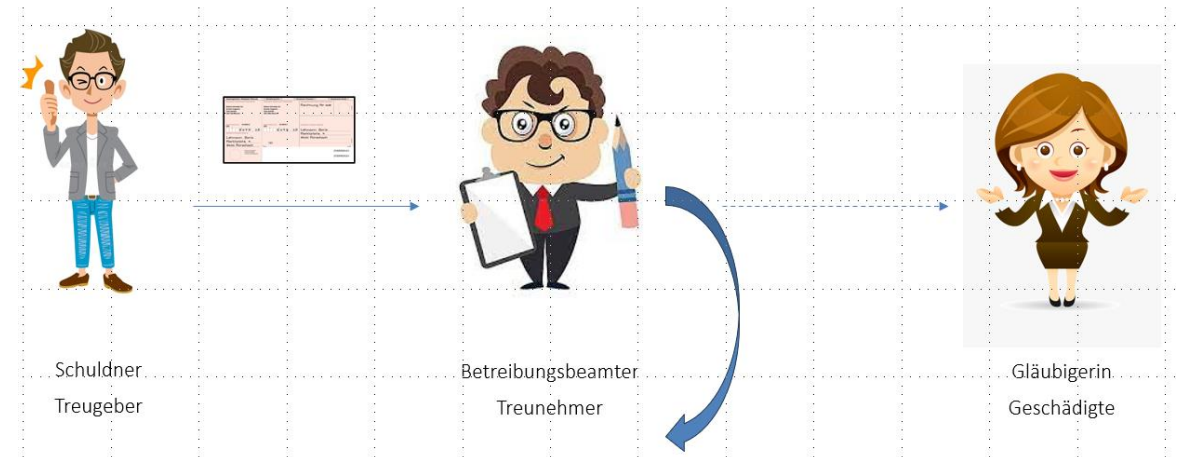 Schuldner
Treugeber
Betreibungsbeamter
Treunehmer
Gläubigerin
Geschädigte